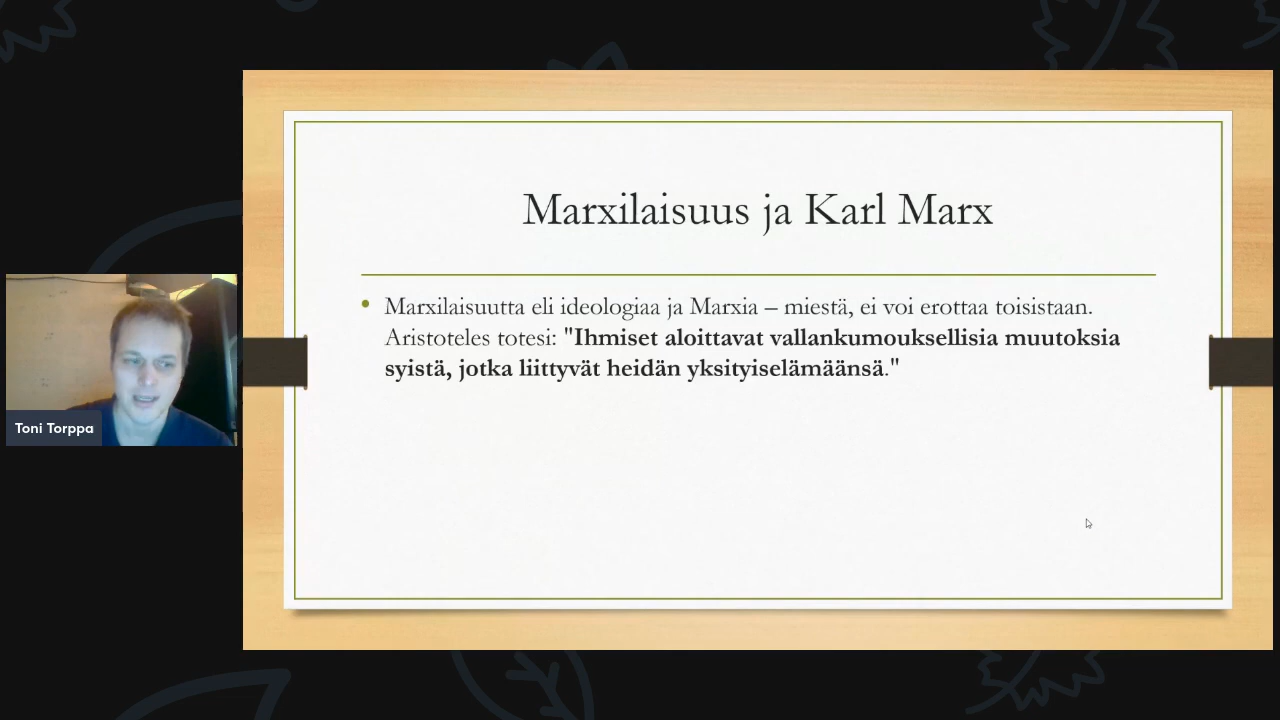 Marxilaisuus ja Karl Marx
• Marxilaisuutta eli ideologiaa ja Marxia – miestä, ei voi erottaa toisistaan.
Aristoteles totesi: "Ihmiset aloittavat vallankumouksellisia muutoksia
syistä, jotka liittyvät heidän yksityiselämäänsä."
Toni Torppa